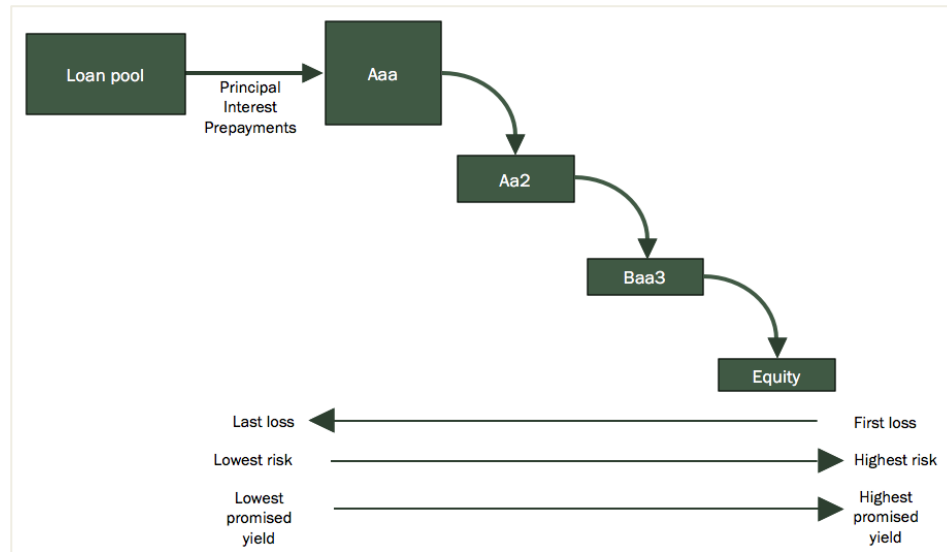 Loan pool
Principal
Interest
Prepayments
Aaa
Aa2
Baa3
Equity
Last loss
First loss
Lowest risk
Highest risk
Lowest
promised
yield
Highest
promised
yield